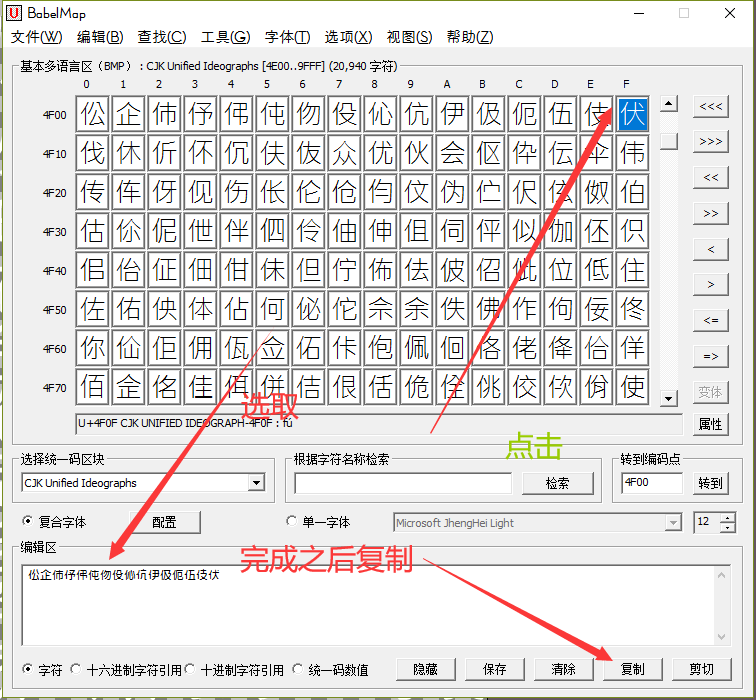 BabelMap
文件(W) 编辑(B) 查找(C) 工具(G) 字体(T) 选项(X) 视图(S) 帮助(Z)
基本多语言区（BMP）: CJK Unified Ideographs [4E00..9FFF] (20,940 字符)
0 1 2 3 4 5 6 7 8 9 A B C D E F
4F00 伀 企 伂 伃 伄 伅 伆 伇 伈 伉 伊 伋 伌 伍 伎 伏 <<<
4F10 伐 休 伒 伓 伔 伕 伖 众 优 伙 会 伛 伜 伝 伞 伟 >>>
4F20 传 伡 伢 伣 伤 伥 伦 伧 伨 伩 伪 伫 伬 伭 伮 伯 <<
>>
4F30 估 伱 伲 伳 伴 伵 伶 伷 伸 伹 伺 伻 似 伽 伾 伿 <
4F40 佀 佁 佂 佃 佄 佅 但 佇 佈 佉 佊 佋 佌 位 低 住 >
4F50 佐 佑 佒 体 佔 何 佖 佗 佘 余 佚 佛 作 佝 佞 佟 <=
4F60 你 佡 佢 佣 佤 佥 佦 佧 佨 佩 佪 佫 佬 佭 佮 佯 =>
4F70 佰 佱 佲 佳 佴 併 佶 佷 佸 佹 佺 佻 佼 佽 佾 使 变体
选取
U+4F0F CJK UNIFIED IDEOGRAPH-4F0F : fú 属性
点击
选择统一码区块 根据字符名称检索 转到编码点
CJK Unified Ideographs 检索 4F00 转到
复合字体 配置 单一字体 Microsoft JhengHei Light 12
编辑区 完成之后复制
伀企伂伃伄伅伆伇伈伉伊伋伌伍伎伏
字符 十六进制字符引用 十进制字符引用 统一码数值 隐藏 保存 清除 复制 剪切